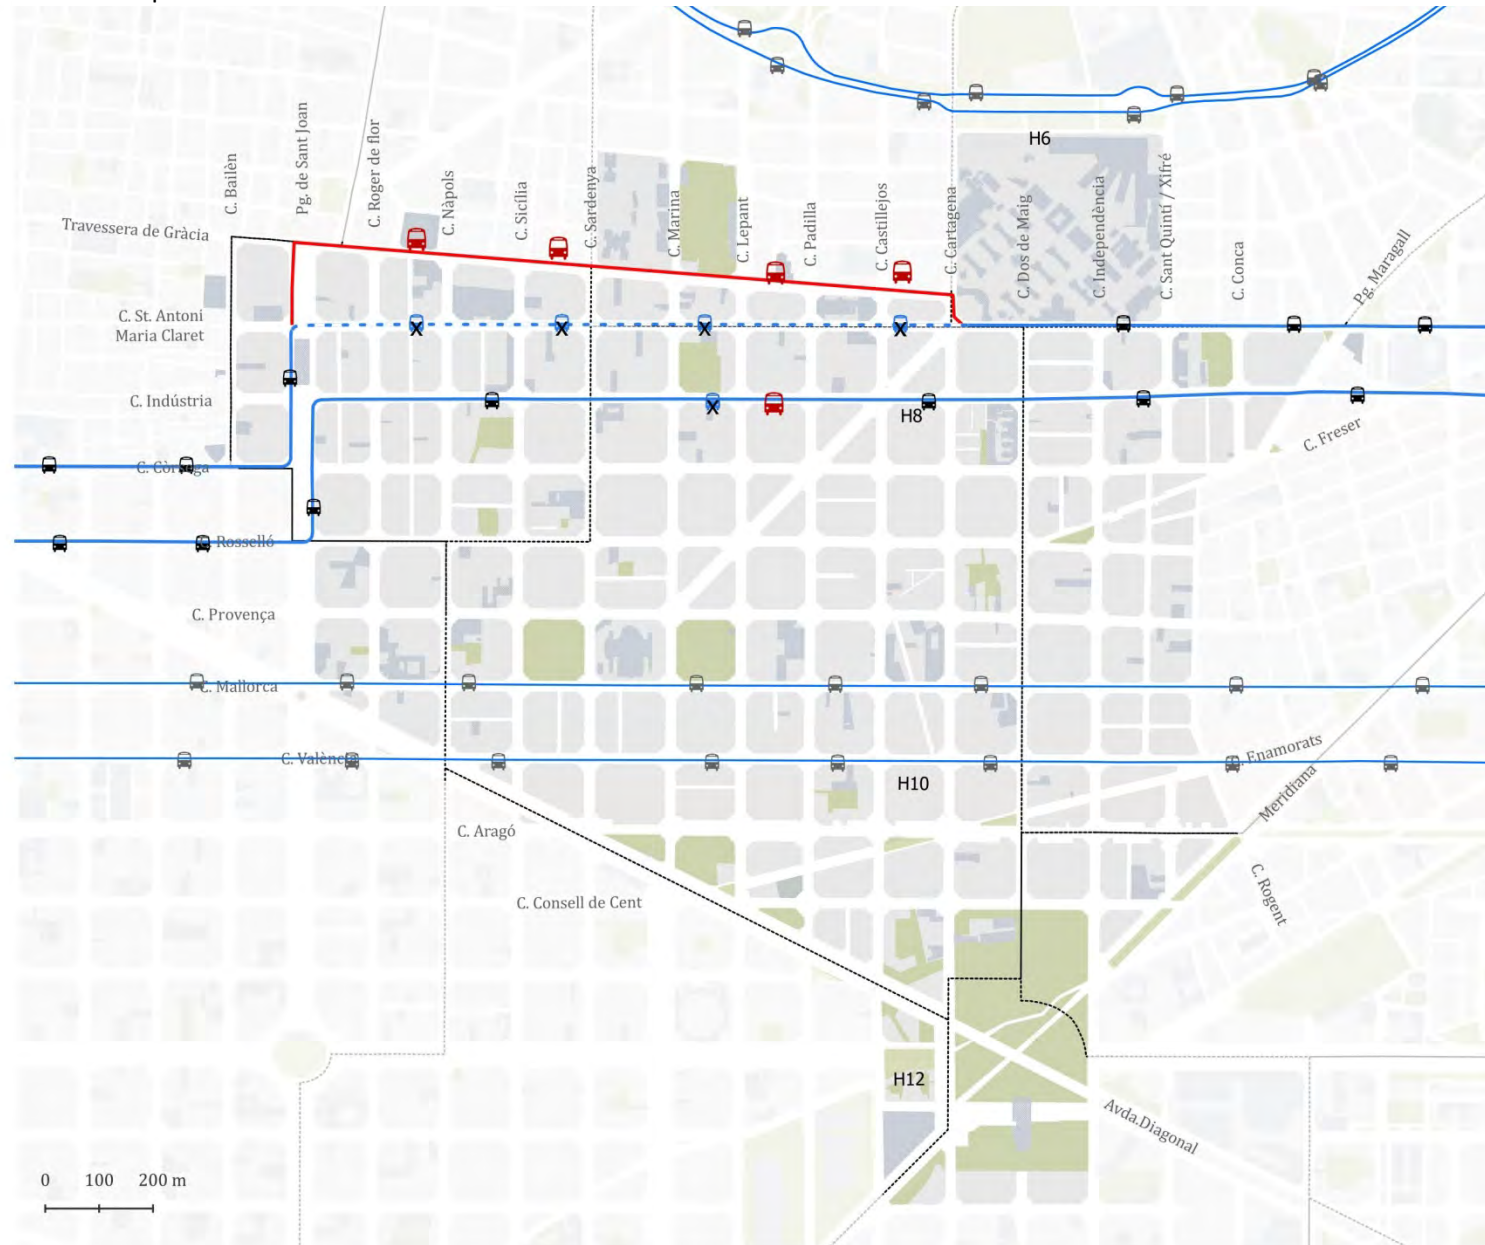 H6
C. Bailèn
Pg. de Sant Joan
C. Roger de flor
C. Nàpols
C. Sicília
C. Sardenya
C. Marina
C. Lepant
C. Padilla
C. Castillejos
C. Cartagena
C. Dos de Maig
C. Independència
C. Sant Quintí / Xifré
C. Conca
Pg. Maragall
Travessera de Gràcia
C. St. Antoni
Maria Claret
X
X
X
X
C. Indústria
X
H8
C. Freser
C. Còrsega
Rosselló
C. Provença
C. Mallorca
C. València
Enamorats
H10
Meridiana
C. Aragó
C. Rogent
C. Consell de Cent
H12
Avda.Diagonal
0 100 200 m